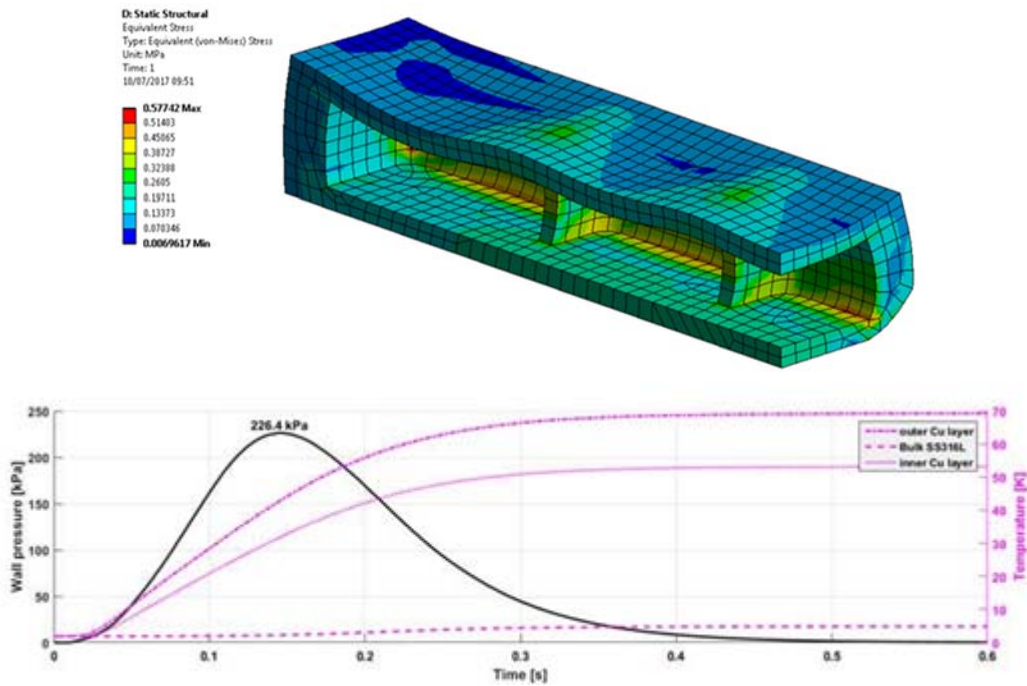 D: Static Structural
Equivalent Stress
Type: Equivalent (von-Mises) Stress
Unit: MPa
Time: 1
18/07/2017 09:51
0.57742 Max
0.51403
0.45065
0.38727
0.32388
0.2605
0.19711
0.13373
0.070346
0.0069617 Min
226.4 kPa
outer Cu layer
Bulk SS316L
inner Cu layer
Wall pressure [kPa]
250
200
150
100
50
0
Temperature [K]
70
60
50
40
30
20
10
0
0
0.1
0.2
0.3
0.4
0.5
0.6
Time [s]